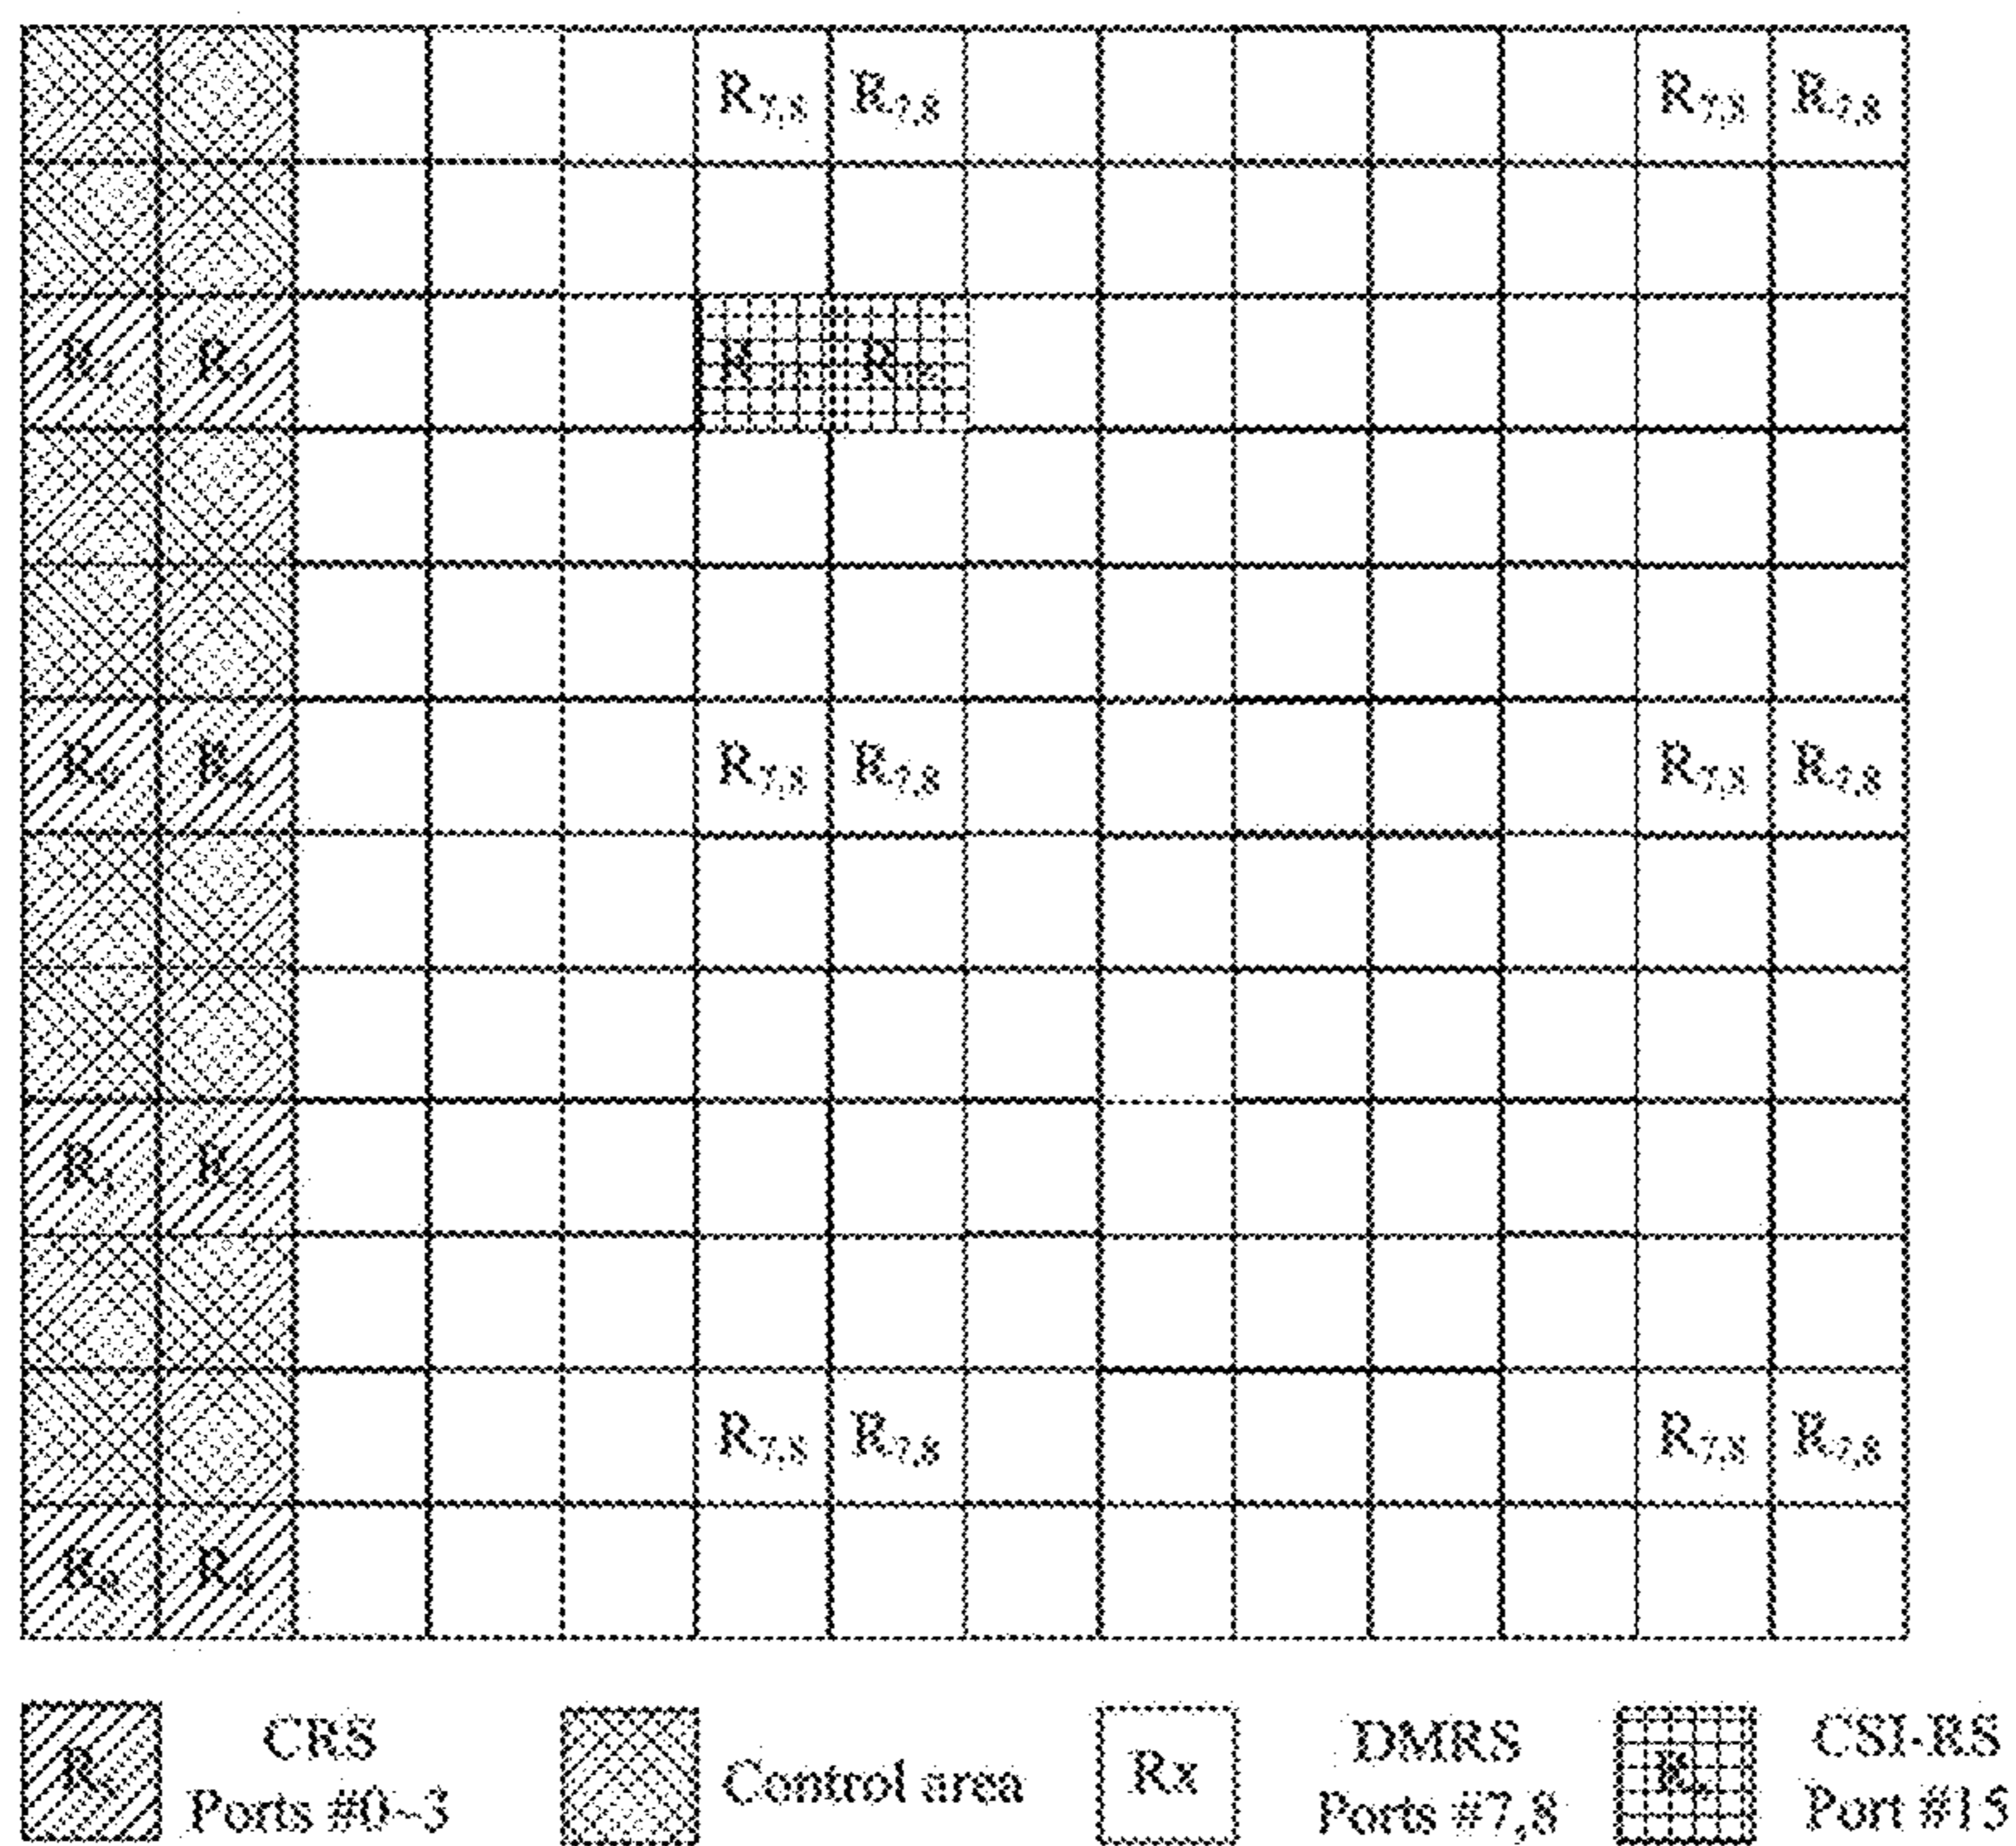 R7,8 R7,8 R7,8 R7,8
R R
R R
R R R7,8 R7,8 R7,8 R7,8
R R
R7,8 R7,8 R7,8 R7,8
R R
R CRS Ports #0~3
Control area
Rx DMRS Ports #7,8
R CSI-RS Port #15